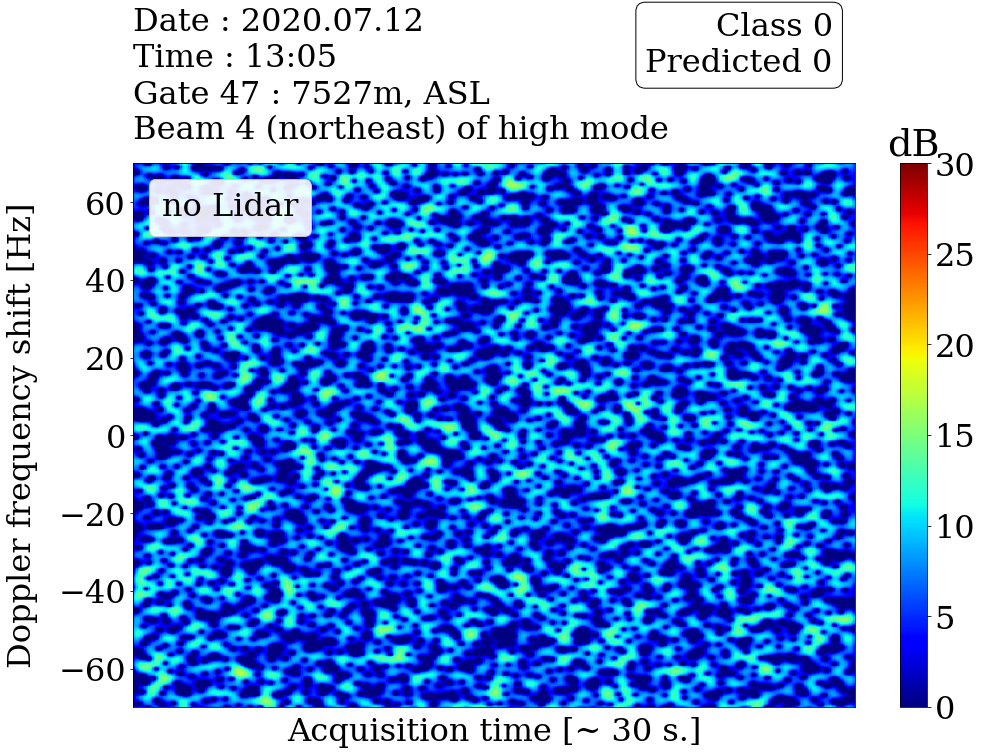 Date : 2020.07.12
Time : 13:05
Gate 47 : 7527m, ASL
Beam 4 (northeast) of high mode
Class 0
Predicted 0
dB
no Lidar
Doppler frequency shift [Hz]
60
40
20
0
−20
−40
−60
Acquisition time [~ 30 s.]
30
25
20
15
10
5
0